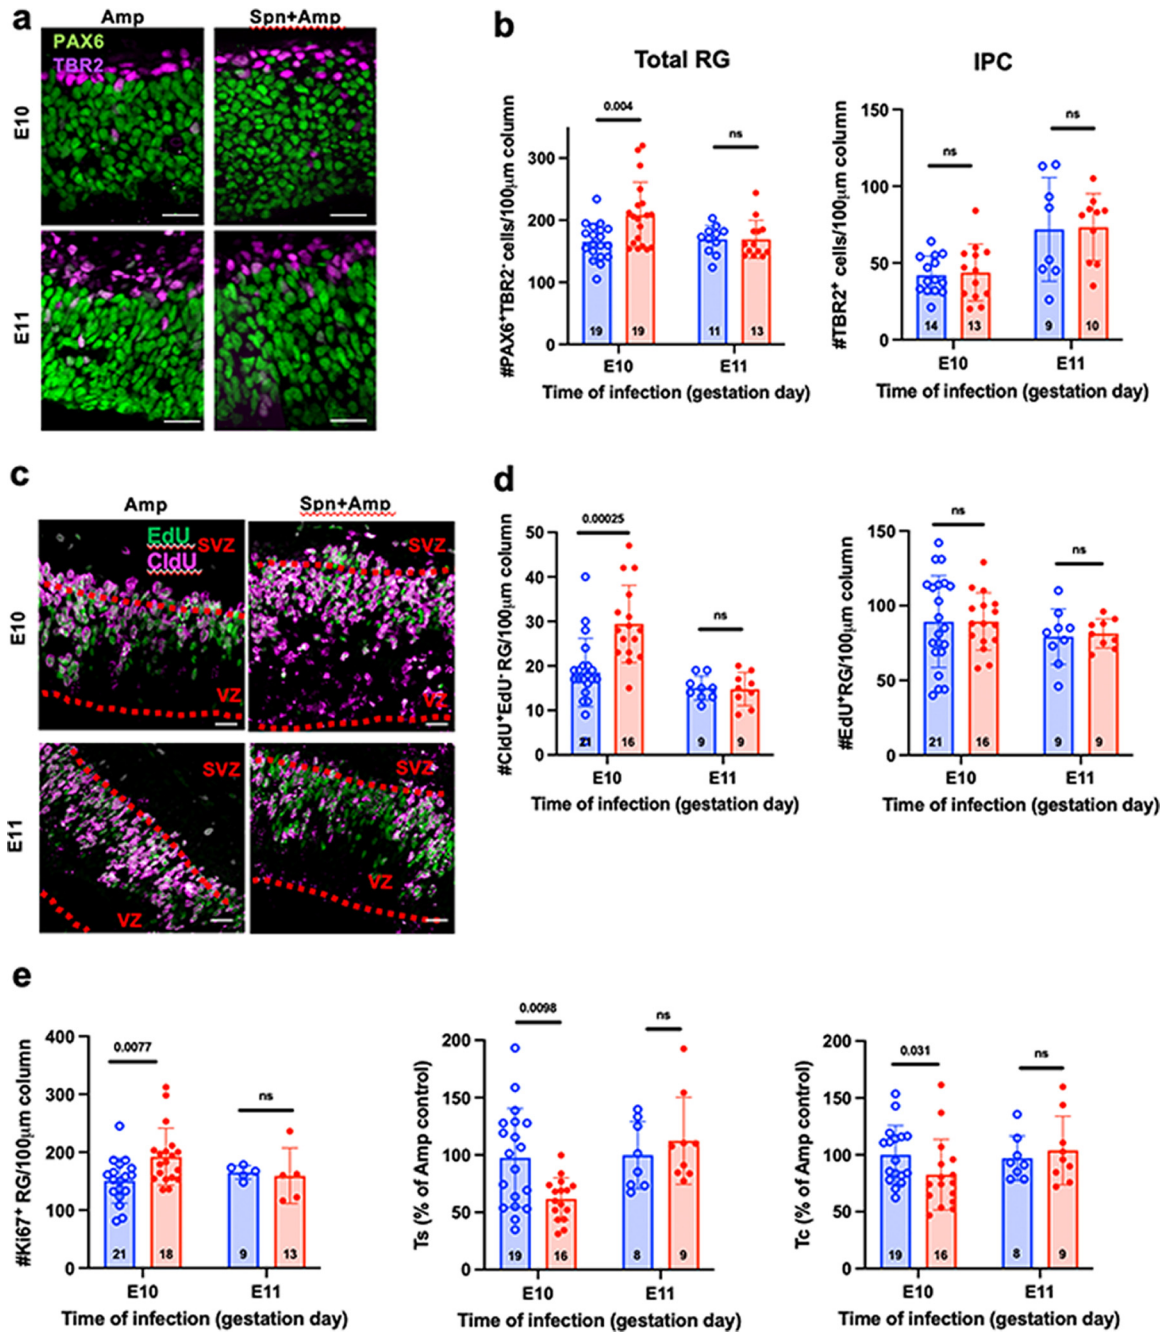 a
Amp
Spn+Amp
PAX6
TBR2
E10
E11
b
Total RG
#PAX6⁺TBR2⁻ cells/100μm column
300
200
100
0
0.004
ns
19
19
11
13
E10
E11
Time of infection (gestation day)
IPC
#TBR2⁺ cells/100μm column
150
100
50
0
ns
ns
14
13
9
10
E10
E11
Time of infection (gestation day)
c
Amp
Spn+Amp
EdU
CldU
SVZ
VZ
SVZ
VZ
E10
SVZ
VZ
SVZ
VZ
E11
d
#CldU⁺EdU⁻ RG/100μm column
50
40
30
20
10
0
0.00025
ns
21
16
9
9
E10
E11
Time of infection (gestation day)
#EdU⁺RG/100μm column
150
100
50
0
ns
ns
21
16
9
9
E10
E11
Time of infection (gestation day)
e
#Ki67⁺ RG/100μm column
400
300
200
100
0
0.0077
ns
21
18
9
13
E10
E11
Time of infection (gestation day)
Ts (% of Amp control)
200
150
100
50
0
0.0098
ns
19
16
8
9
E10
E11
Time of infection (gestation day)
Tc (% of Amp control)
200
150
100
50
0
0.031
ns
19
16
8
9
E10
E11
Time of infection (gestation day)